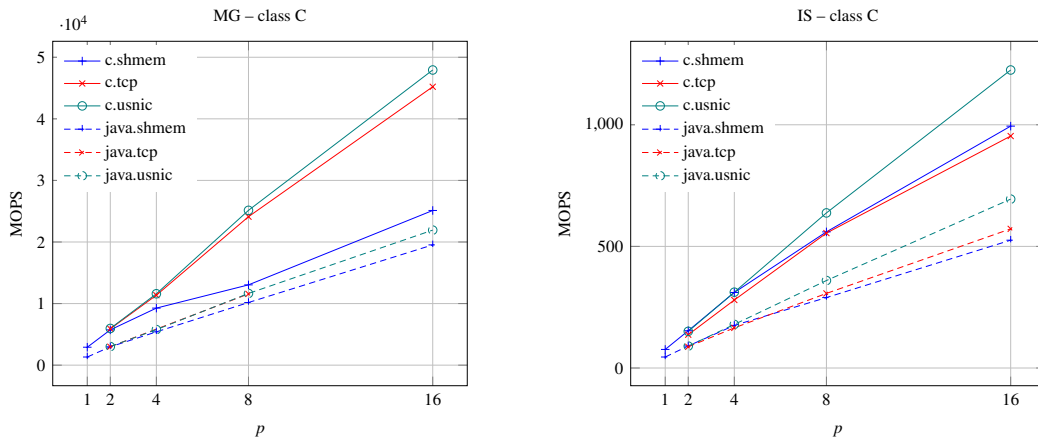 MG – class C
·10⁴
5
4
3
2
1
0
MOPS
c.shmem
c.tcp
c.usnic
java.shmem
java.tcp
java.usnic
1 2 4 8 16
p
IS – class C
1,000
500
0
MOPS
c.shmem
c.tcp
c.usnic
java.shmem
java.tcp
java.usnic
1 2 4 8 16
p